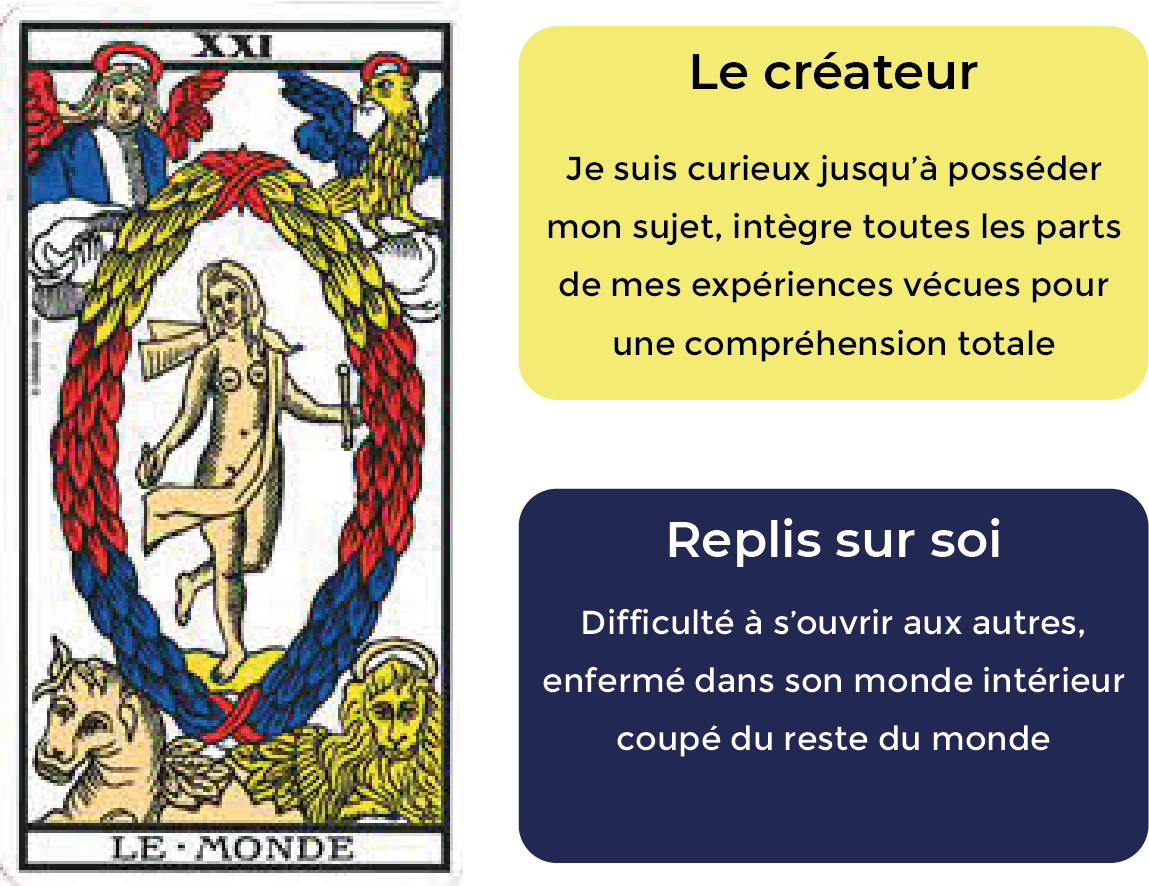 XXI
LE · MONDE
Le créateur
Je suis curieux jusqu’à posséder
mon sujet, intègre toutes les parts
de mes expériences vécues pour
une compréhension totale
Replis sur soi
Difficulté à s’ouvrir aux autres,
enfermé dans son monde intérieur
coupé du reste du monde